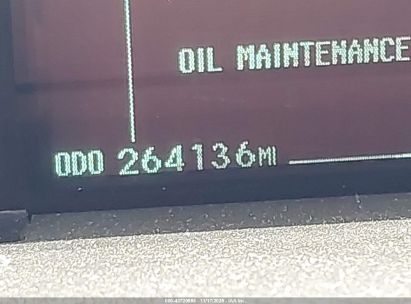 OIL MAINTENANCE
ODO 264136MI